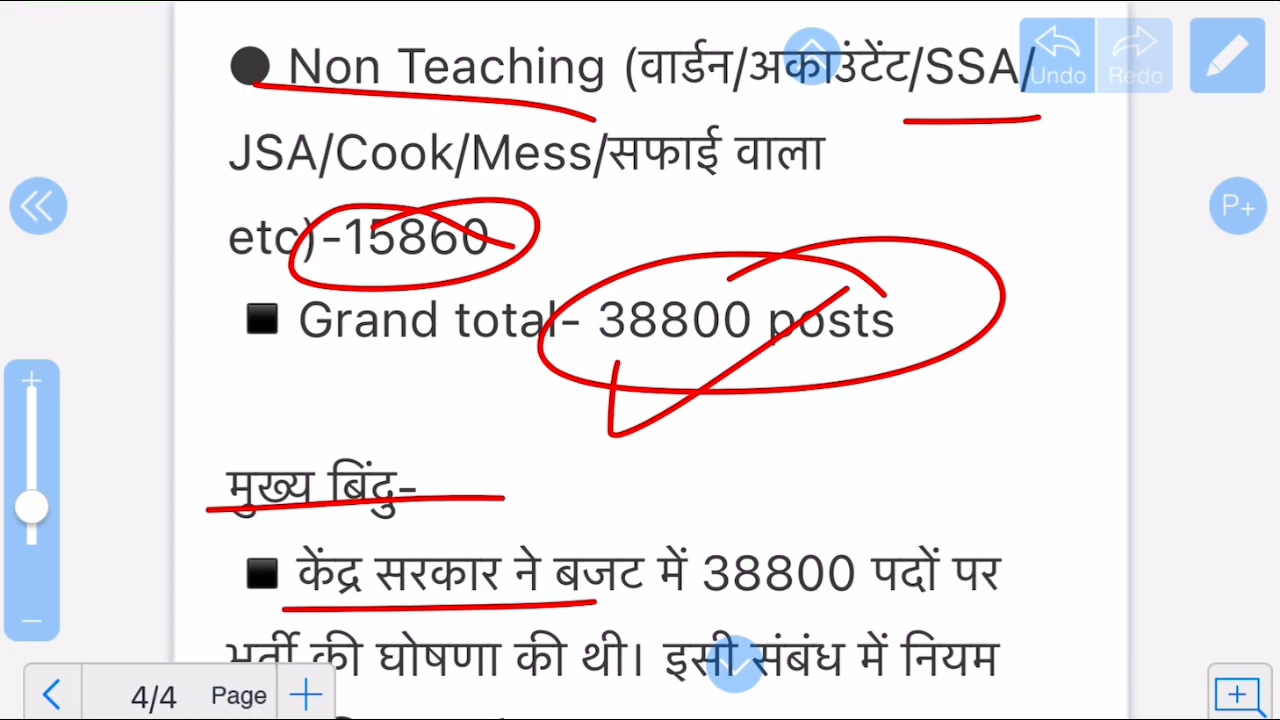 ● Non Teaching (वार्डन/अकाउंटेंट/SSA/
Undo
Redo
JSA/Cook/Mess/सफाई वाला
P+
etc)-15860
◾ Grand total- 38800 posts
मुख्य बिंदु-
◾ केंद्र सरकार ने बजट में 38800 पदों पर
भर्ती की घोषणा की थी। इसी संबंध में नियम
4/4 Page